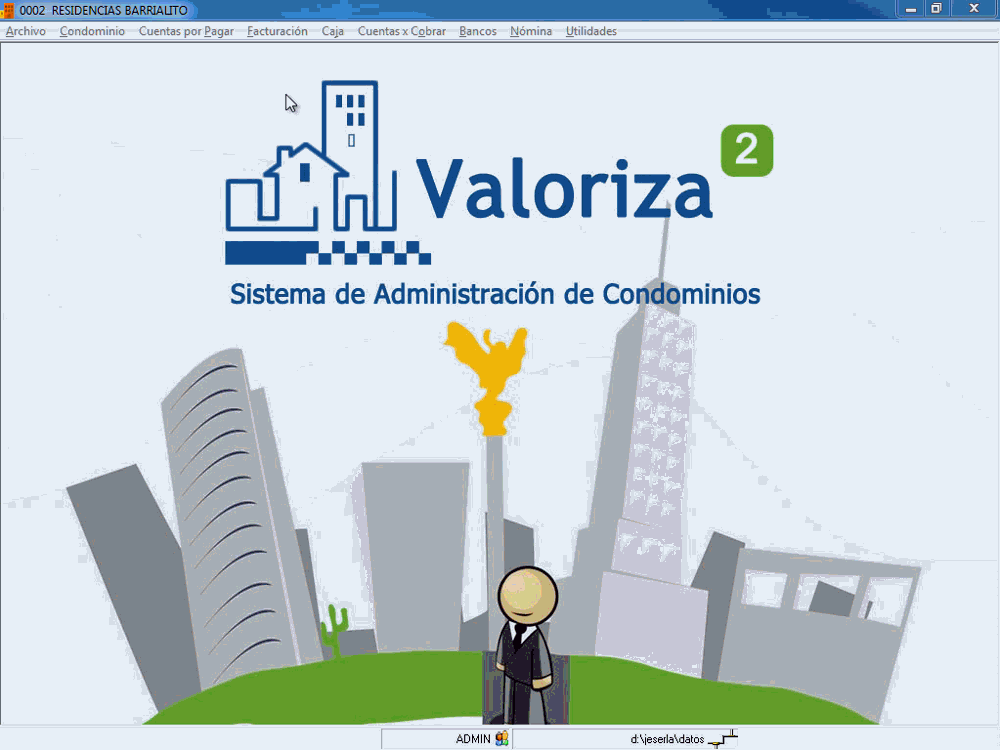 0002 RESIDENCIAS BARRIALITO
Archivo Condominio Cuentas por Pagar Facturación Caja Cuentas x Cobrar Bancos Nómina Utilidades
Valoriza 2
Sistema de Administración de Condominios
ADMIN d:\jeserla\datos